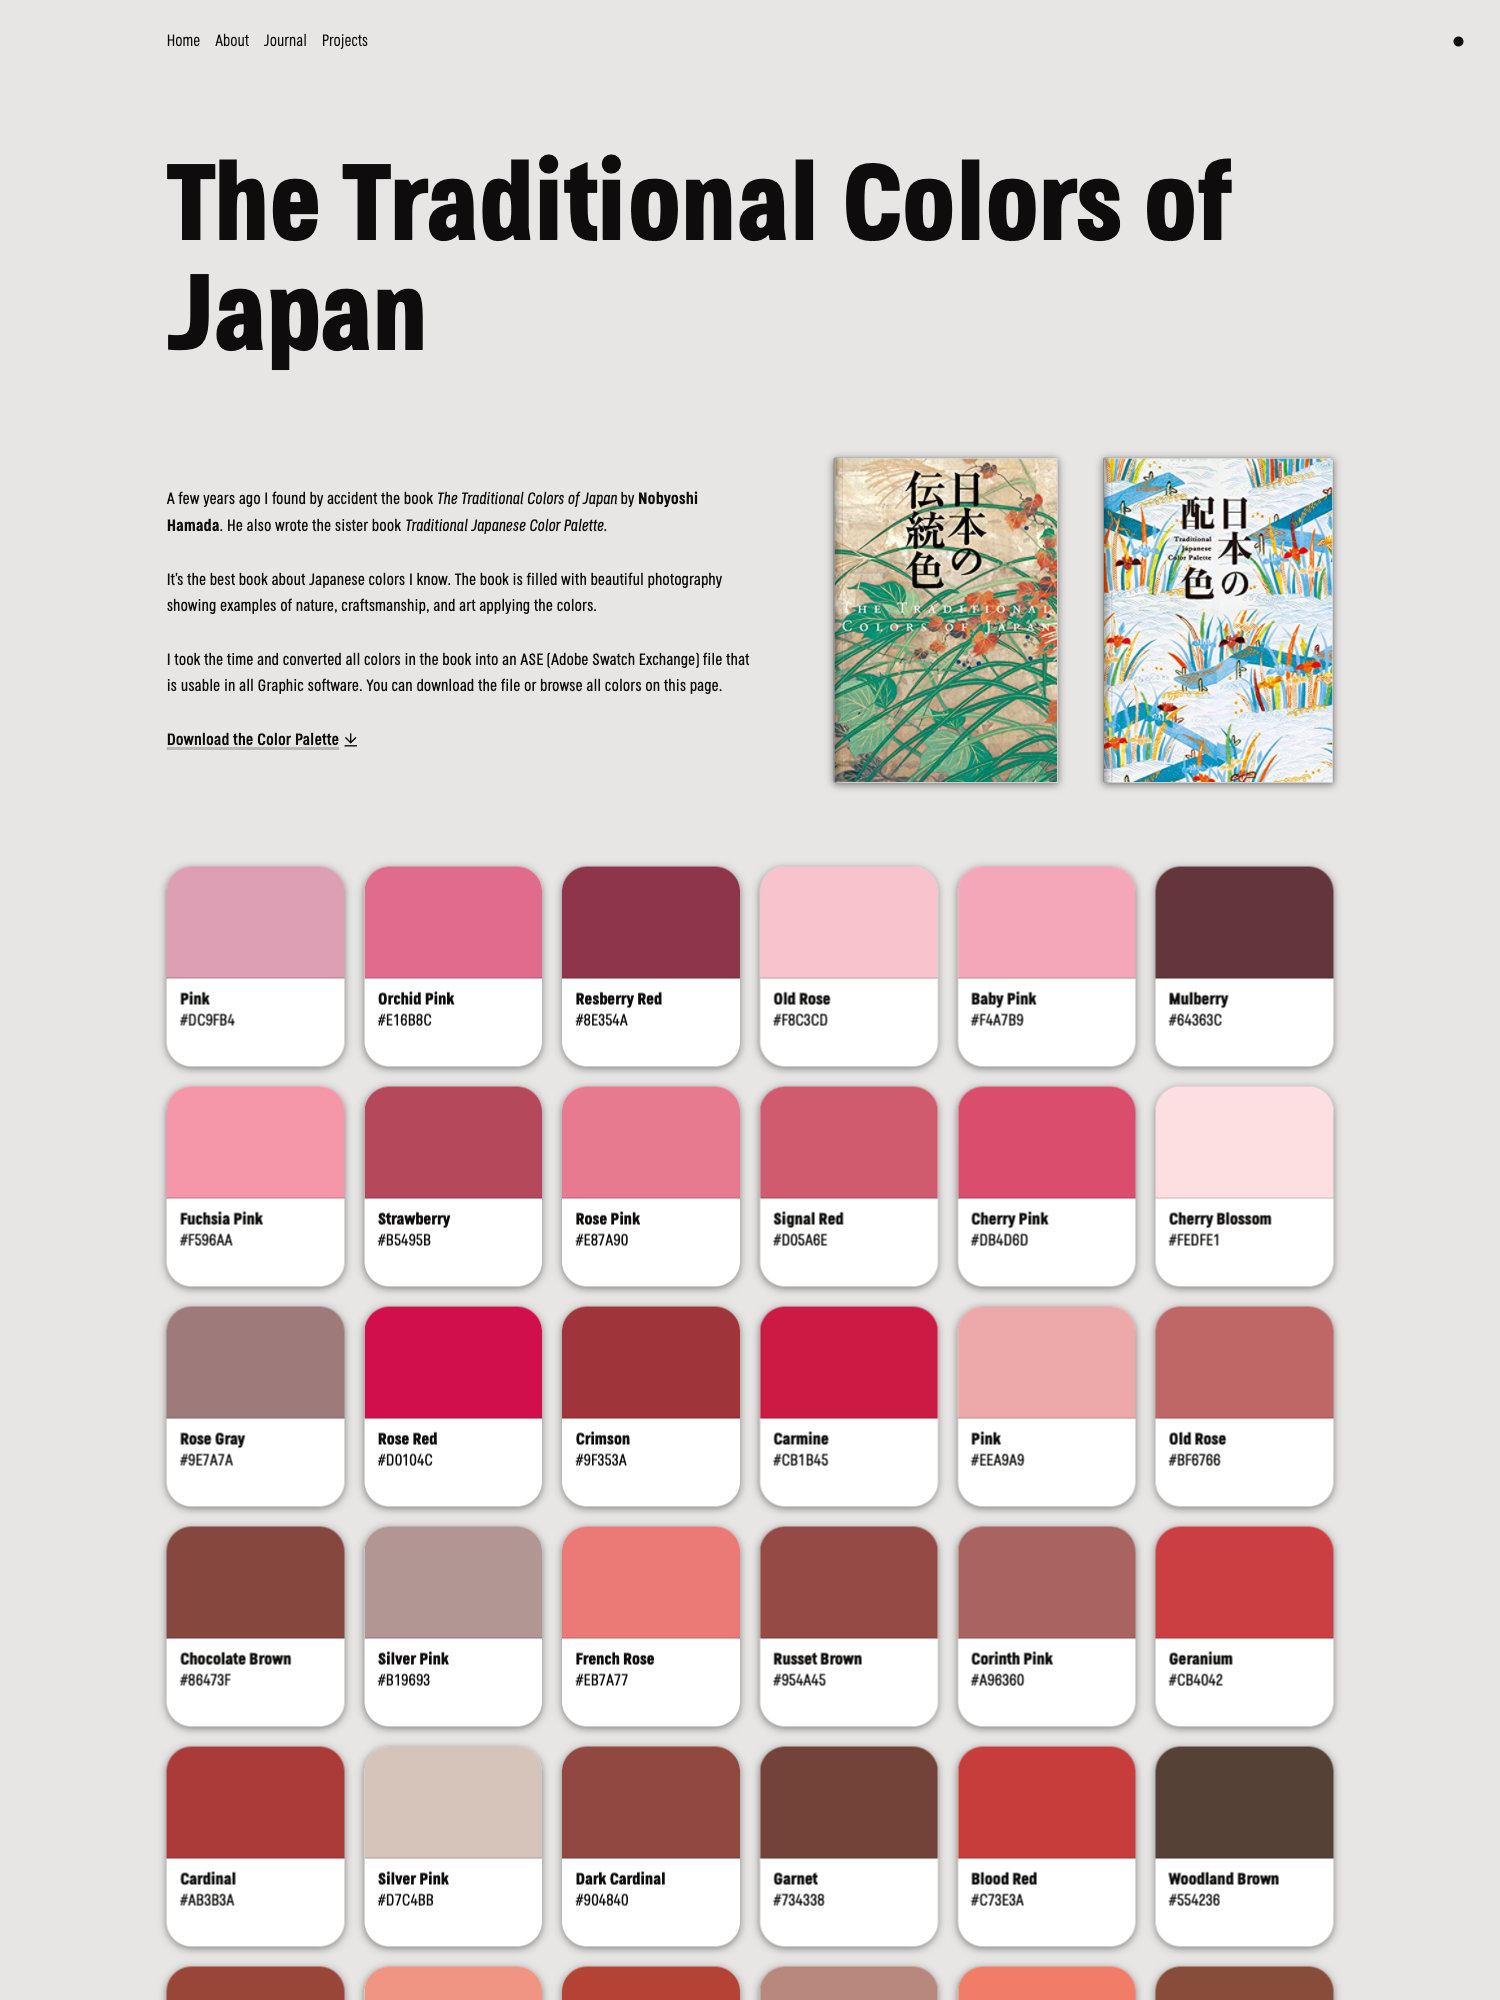 Home About Journal Projects
The Traditional Colors of
Japan
A few years ago I found by accident the book The Traditional Colors of Japan by Nobyoshi
Hamada. He also wrote the sister book Traditional Japanese Color Palette.
It's the best book about Japanese colors I know. The book is filled with beautiful photography
showing examples of nature, craftsmanship, and art applying the colors.
I took the time and converted all colors in the book into an ASE (Adobe Swatch Exchange) file that
is usable in all Graphic software. You can download the file or browse all colors on this page.
Download the Color Palette
日本の
伝統色
The Traditional
Colors of Japan
日本の
配色
Traditional
Japanese
Color Palette
Pink
#DC9FB4
Orchid Pink
#E16B8C
Resberry Red
#8E354A
Old Rose
#F8C3CD
Baby Pink
#F4A7B9
Mulberry
#64363C
Fuchsia Pink
#F596AA
Strawberry
#B5495B
Rose Pink
#E87A90
Signal Red
#D05A6E
Cherry Pink
#DB4D6D
Cherry Blossom
#FEDFE1
Rose Gray
#9E7A7A
Rose Red
#D0104C
Crimson
#9F353A
Carmine
#CB1B45
Pink
#EEA9A9
Old Rose
#BF6766
Chocolate Brown
#86473F
Silver Pink
#B19693
French Rose
#EB7A77
Russet Brown
#954A45
Corinth Pink
#A96360
Geranium
#CB4042
Cardinal
#AB3B3A
Silver Pink
#D7C4BB
Dark Cardinal
#904840
Garnet
#734338
Blood Red
#C73E3A
Woodland Brown
#554236